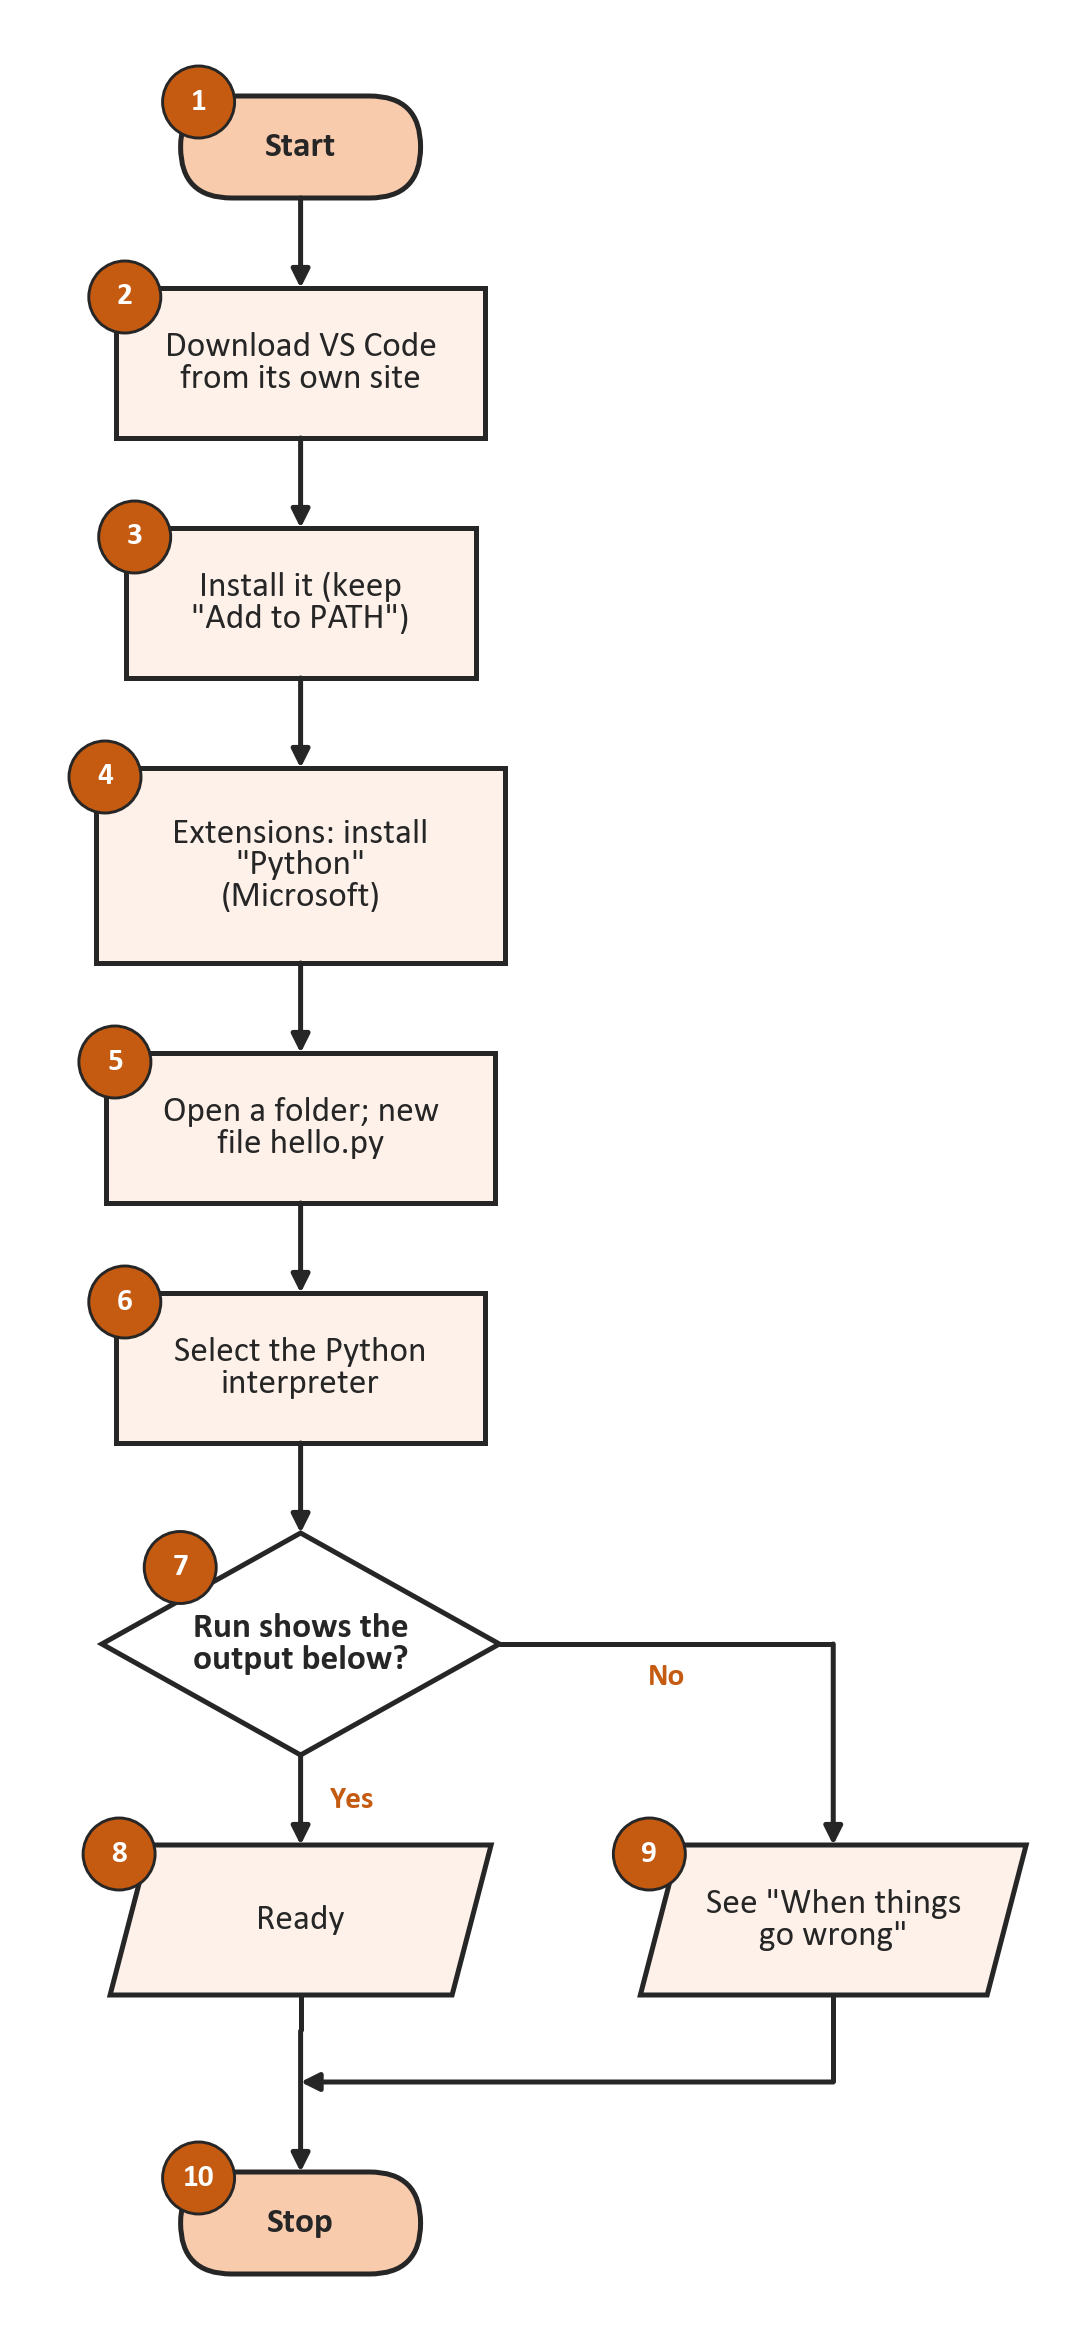 1
Start
2
Download VS Code
from its own site
3
Install it (keep
"Add to PATH")
4
Extensions: install
"Python"
(Microsoft)
5
Open a folder; new
file hello.py
6
Select the Python
interpreter
7
Run shows the
output below?
No
Yes
8
Ready
9
See "When things
go wrong"
10
Stop